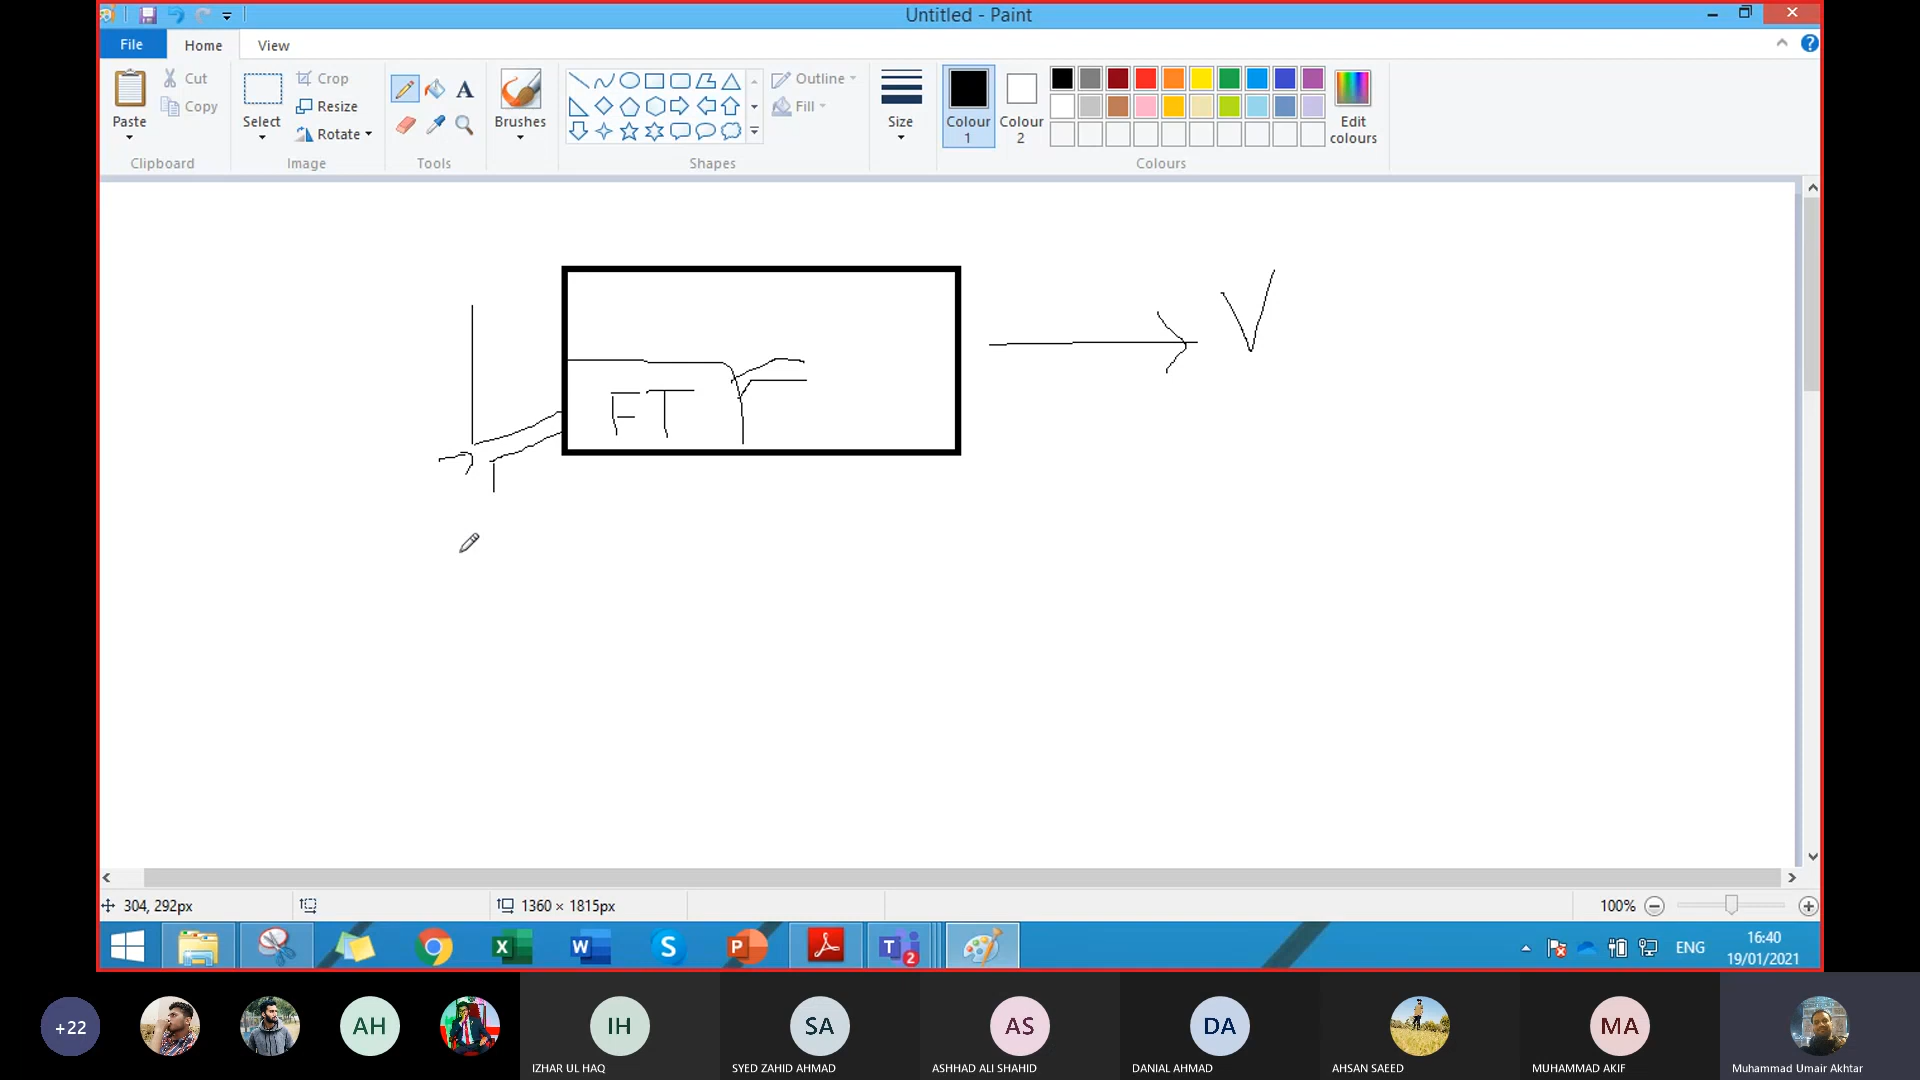 Untitled - Paint
File Home View
Paste
Cut
Copy
Clipboard
Select
Crop
Resize
Rotate
Image
A
Tools
Brushes
Shapes
Outline
Fill
Size
Colour 1
Colour 2
Edit colours
Colours
?
V
FT
304, 292px
1360 × 1815px
100%
X
W
S
P
T
2
ENG
16:40
19/01/2021
+22
AH
IH
SA
AS
DA
MA
IZHAR UL HAQ
SYED ZAHID AHMAD
ASHHAD ALI SHAHID
DANIAL AHMAD
AHSAN SAEED
MUHAMMAD AKIF
Muhammad Umair Akhtar